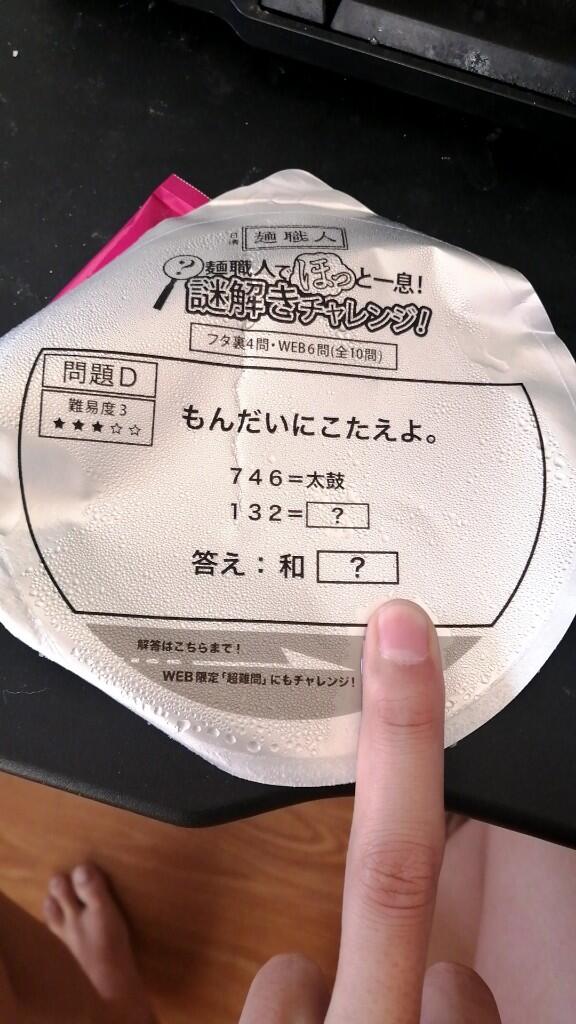 日清 麺職人
麺職人でほっと一息!
謎解きチャレンジ!
フタ裏4問・WEB6問(全10問)
問題D
難易度3
★★★☆☆
もんだいにこたえよ。
746=太鼓
132=?
答え:和?
解答はこちらまで!
WEB限定「超難問」にもチャレンジ!